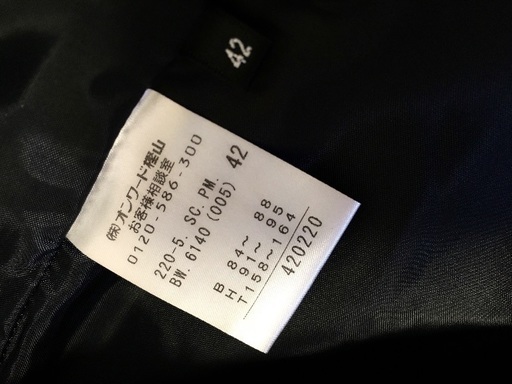 42
(株)オンワード樫山
お客様相談室
0120-586-300
220-5. SC. PM. 42
BW. 6140 (005)
B 84～ 88
H 91～ 95
T158～164
420220